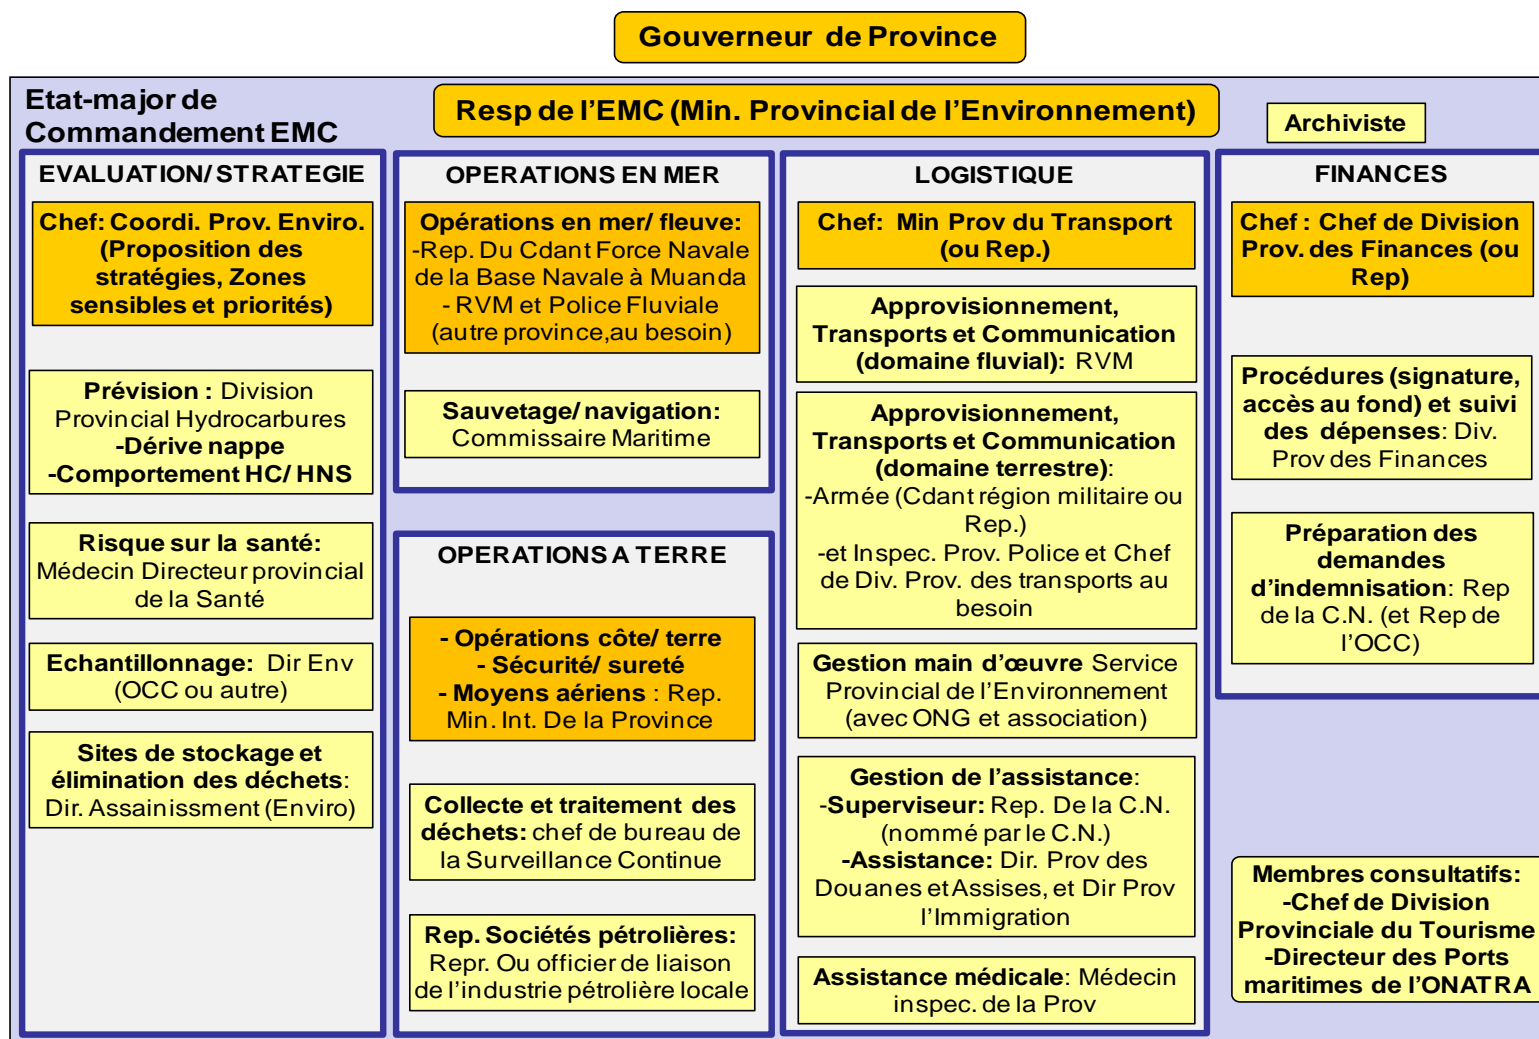 Gouverneur de Province
Etat-major de
Commandement EMC
Resp de l’EMC (Min. Provincial de l’Environnement)
Archiviste
EVALUATION/ STRATEGIE
Chef: Coordi. Prov. Enviro.
(Proposition des
stratégies, Zones
sensibles et priorités)
Prévision : Division
Provincial Hydrocarbures
-Dérive nappe
-Comportement HC/ HNS
Risque sur la santé:
Médecin Directeur provincial
de la Santé
Echantillonnage: Dir Env
(OCC ou autre)
Sites de stockage et
élimination des déchets:
Dir. Assainissment (Enviro)
OPERATIONS EN MER
Opérations en mer/ fleuve:
-Rep. Du Cdant Force Navale
de la Base Navale à Muanda
- RVM et Police Fluviale
(autre province,au besoin)
Sauvetage/ navigation:
Commissaire Maritime
OPERATIONS A TERRE
- Opérations côte/ terre
- Sécurité/ sureté
- Moyens aériens : Rep.
Min. Int. De la Province
Collecte et traitement des
déchets: chef de bureau de
la Surveillance Continue
Rep. Sociétés pétrolières:
Repr. Ou officier de liaison
de l’industrie pétrolière locale
LOGISTIQUE
Chef: Min Prov du Transport
(ou Rep.)
Approvisionnement,
Transports et Communication
(domaine fluvial): RVM
Approvisionnement,
Transports et Communication
(domaine terrestre):
-Armée (Cdant région militaire ou
Rep.)
-et Inspec. Prov. Police et Chef
de Div. Prov. des transports au
besoin
Gestion main d’œuvre Service
Provincial de l’Environnement
(avec ONG et association)
Gestion de l’assistance:
-Superviseur: Rep. De la C.N.
(nommé par le C.N.)
-Assistance: Dir. Prov des
Douanes et Assises, et Dir Prov
l’Immigration
Assistance médicale: Médecin
inspec. de la Prov
FINANCES
Chef : Chef de Division
Prov. des Finances (ou
Rep)
Procédures (signature,
accès au fond) et suivi
des dépenses: Div.
Prov des Finances
Préparation des
demandes
d’indemnisation: Rep
de la C.N. (et Rep de
l’OCC)
Membres consultatifs:
-Chef de Division
Provinciale du Tourisme
-Directeur des Ports
maritimes de l’ONATRA